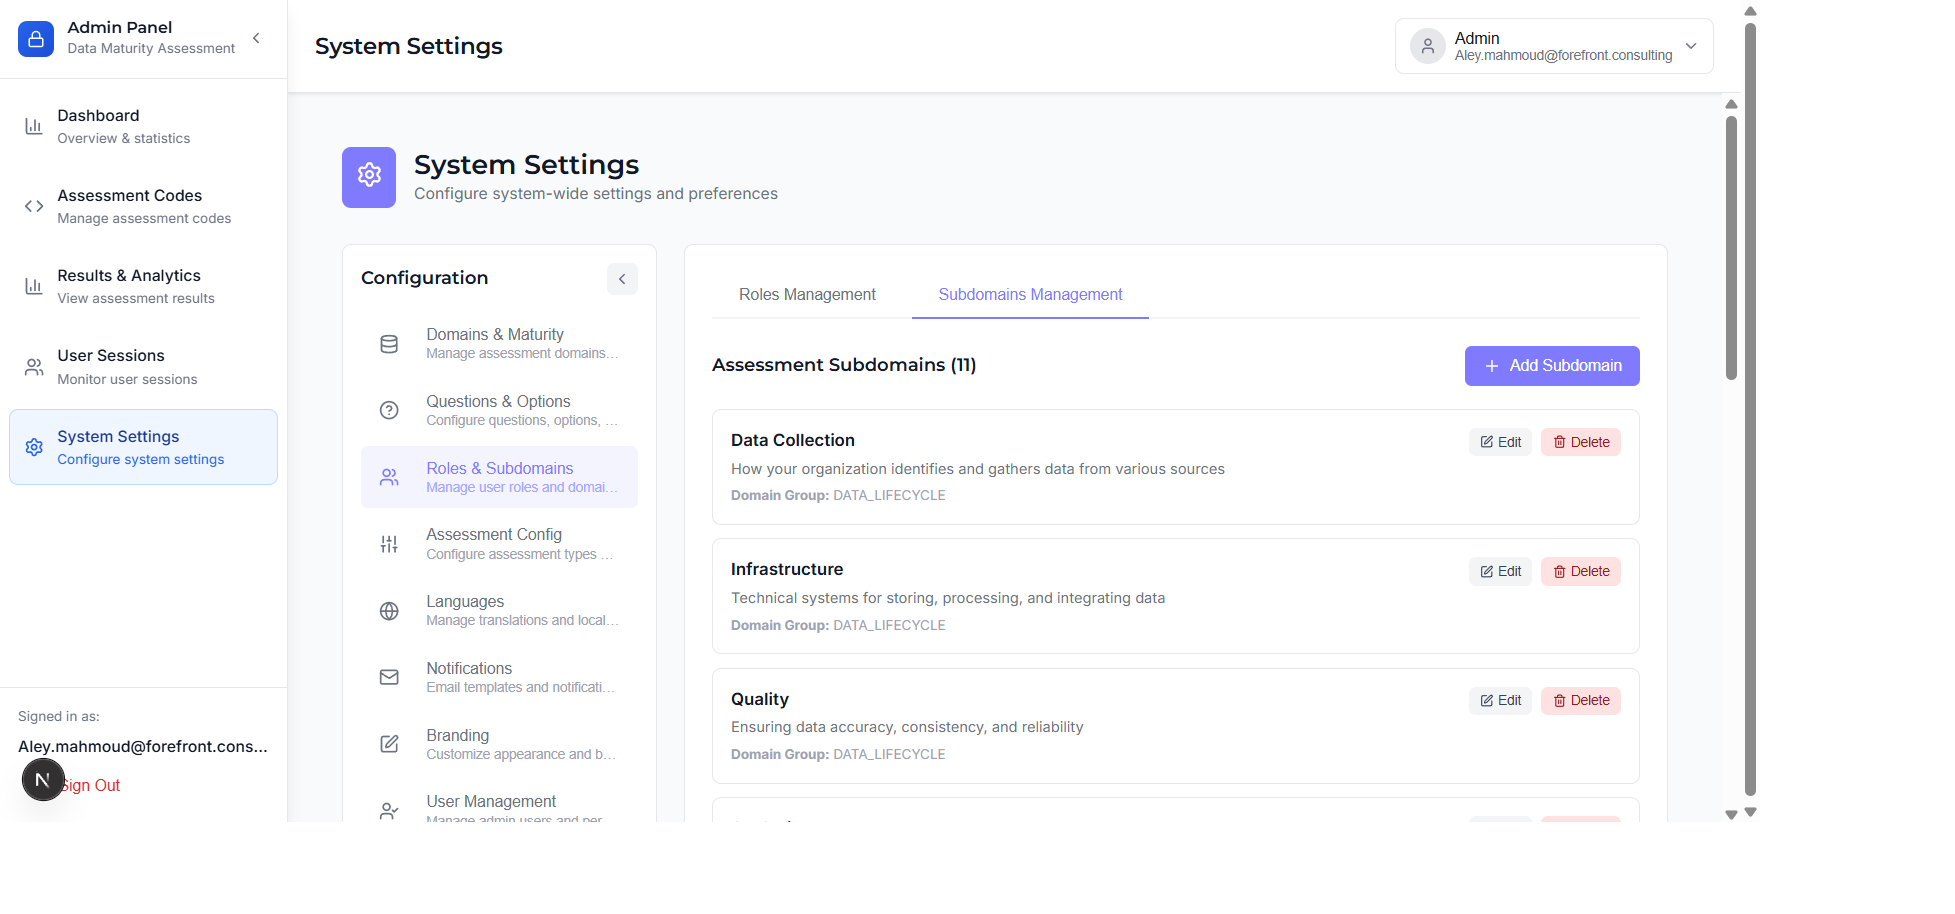 Admin Panel
Data Maturity Assessment
Dashboard
Overview & statistics
Assessment Codes
Manage assessment codes
Results & Analytics
View assessment results
User Sessions
Monitor user sessions
System Settings
Configure system settings
Signed in as:
Aley.mahmoud@forefront.cons...
N
Sign Out
System Settings
Admin
Aley.mahmoud@forefront.consulting
System Settings
Configure system-wide settings and preferences
Configuration
Domains & Maturity
Manage assessment domains...
Questions & Options
Configure questions, options, ...
Roles & Subdomains
Manage user roles and domai...
Assessment Config
Configure assessment types ...
Languages
Manage translations and local...
Notifications
Email templates and notificati...
Branding
Customize appearance and b...
User Management
Manage admin users and per
Roles Management
Subdomains Management
Assessment Subdomains (11)
+ Add Subdomain
Data Collection
Edit
Delete
How your organization identifies and gathers data from various sources
Domain Group: DATA_LIFECYCLE
Infrastructure
Edit
Delete
Technical systems for storing, processing, and integrating data
Domain Group: DATA_LIFECYCLE
Quality
Edit
Delete
Ensuring data accuracy, consistency, and reliability
Domain Group: DATA_LIFECYCLE